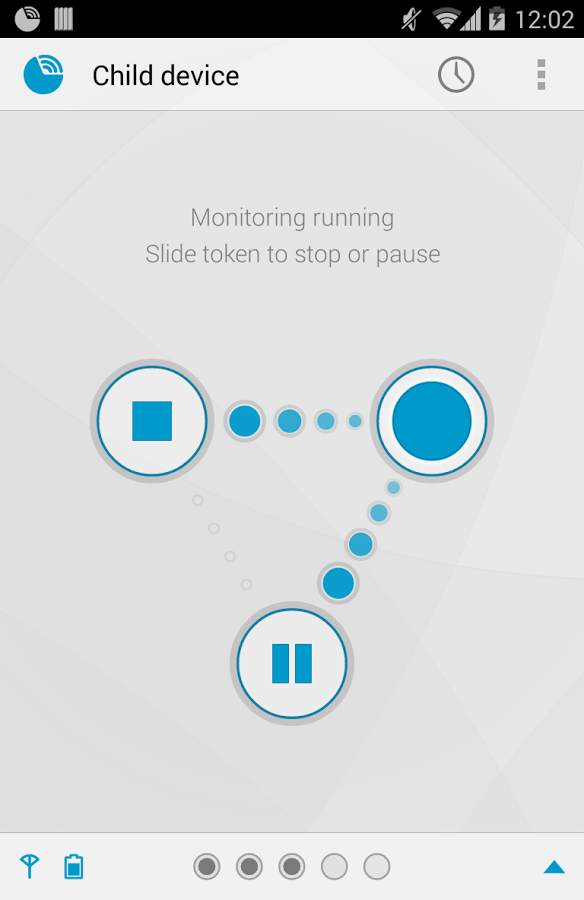 12:02
Child device
Monitoring running
Slide token to stop or pause